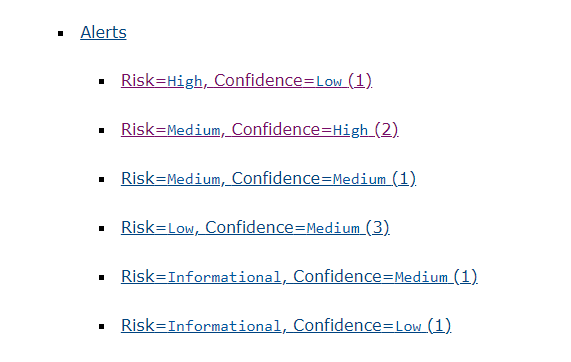 Alerts
Risk=High, Confidence=Low (1)
Risk=Medium, Confidence=High (2)
Risk=Medium, Confidence=Medium (1)
Risk=Low, Confidence=Medium (3)
Risk=Informational, Confidence=Medium (1)
Risk=Informational, Confidence=Low (1)